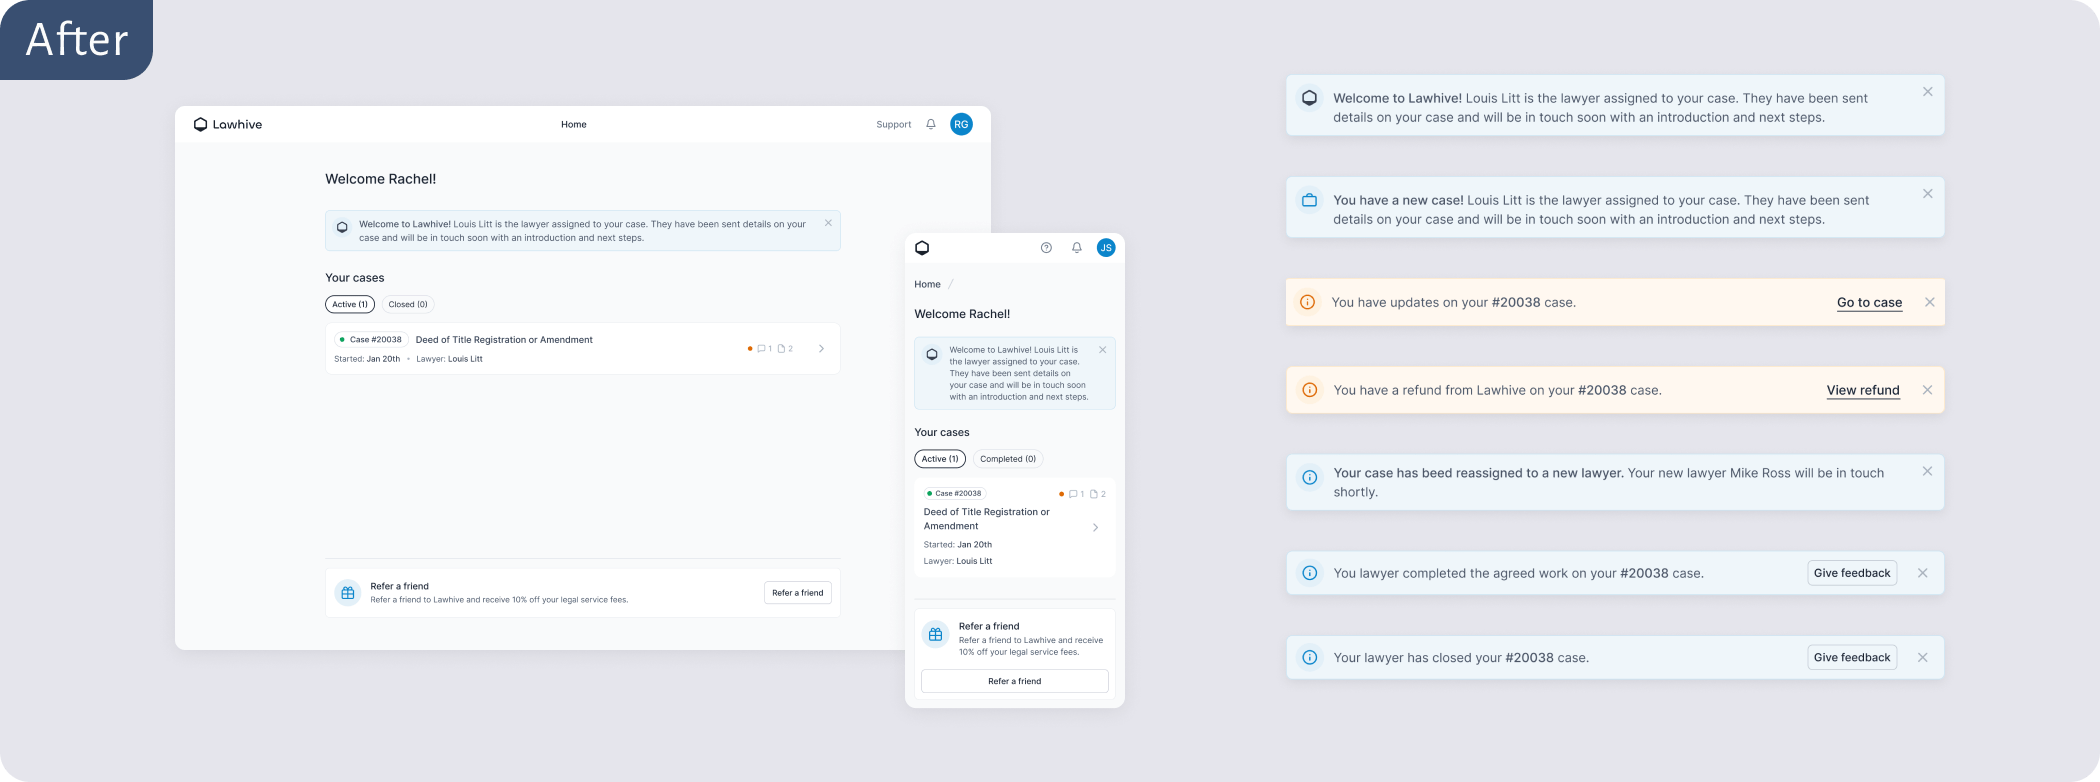 After
Lawhive
Home
Support
RG
Welcome Rachel!
Welcome to Lawhive! Louis Litt is the lawyer assigned to your case. They have been sent details on your
case and will be in touch soon with an introduction and next steps.
Your cases
Active (1)
Closed (0)
Case #20038
Deed of Title Registration or Amendment
1
2
Started: Jan 20th • Lawyer: Louis Litt
Refer a friend
Refer a friend to Lawhive and receive 10% off your legal service fees.
Refer a friend
JS
Home /
Welcome Rachel!
Welcome to Lawhive! Louis Litt is
the lawyer assigned to your case.
They have been sent details on
your case and will be in touch soon
with an introduction and next steps.
Your cases
Active (1)
Completed (0)
Case #20038
1
2
Deed of Title Registration or
Amendment
Started: Jan 20th
Lawyer: Louis Litt
Refer a friend
Refer a friend to Lawhive and receive
10% off your legal service fees.
Refer a friend
Welcome to Lawhive! Louis Litt is the lawyer assigned to your case. They have been sent
details on your case and will be in touch soon with an introduction and next steps.
You have a new case! Louis Litt is the lawyer assigned to your case. They have been sent
details on your case and will be in touch soon with an introduction and next steps.
You have updates on your #20038 case.
Go to case
You have a refund from Lawhive on your #20038 case.
View refund
Your case has beed reassigned to a new lawyer. Your new lawyer Mike Ross will be in touch
shortly.
You lawyer completed the agreed work on your #20038 case.
Give feedback
Your lawyer has closed your #20038 case.
Give feedback